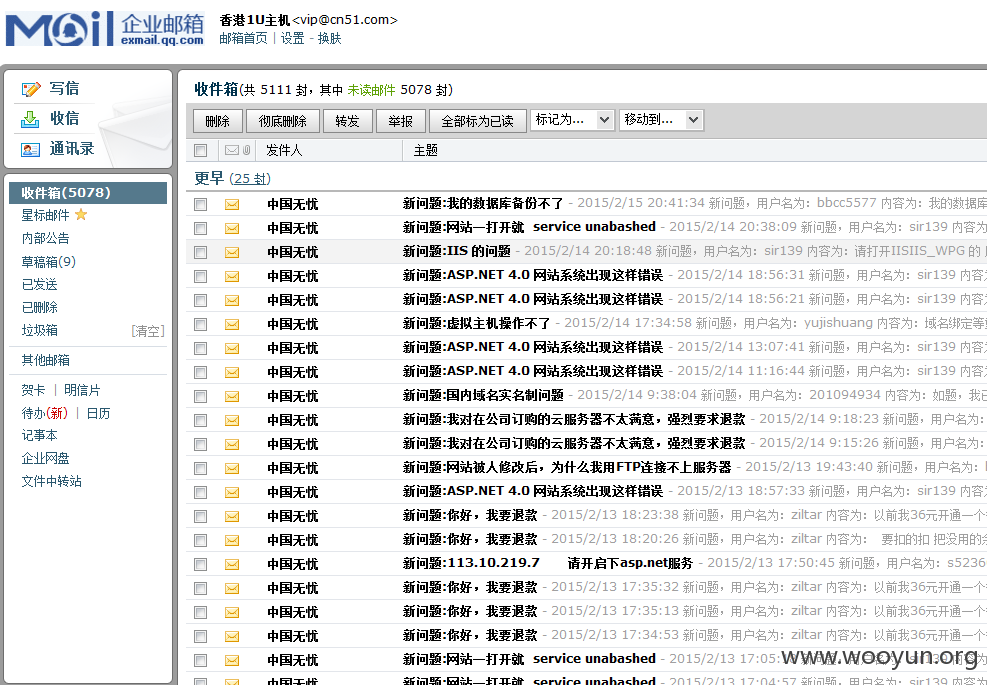 Mail 企业邮箱 exmail.qq.com
香港1U主机<vip@cn51.com>
邮箱首页 | 设置 - 换肤
写信
收信
通讯录
收件箱(5078)
星标邮件
内部公告
草稿箱(9)
已发送
已删除
垃圾箱 [清空]
其他邮箱
贺卡 | 明信片
待办(新) | 日历
记事本
企业网盘
文件中转站
收件箱(共 5111 封，其中 未读邮件 5078 封)
删除 彻底删除 转发 举报 全部标为已读 标记为... 移动到...
发件人 主题
更早 (25 封)
中国无忧 新问题:我的数据库备份不了 - 2015/2/15 20:41:34 新问题，用户名为：bbcc5577 内容为：我的数据库
中国无忧 新问题:网站一打开就 service unabashed - 2015/2/14 20:38:09 新问题，用户名为：sir139 内容为
中国无忧 新问题:IIS 的问题 - 2015/2/14 20:18:48 新问题，用户名为：sir139 内容为：请打开IISIIS_WPG 的
中国无忧 新问题:ASP.NET 4.0 网站系统出现这样错误 - 2015/2/14 18:56:31 新问题，用户名为：sir139 内容
中国无忧 新问题:ASP.NET 4.0 网站系统出现这样错误 - 2015/2/14 18:56:21 新问题，用户名为：sir139 内容
中国无忧 新问题:虚拟主机操作不了 - 2015/2/14 17:34:58 新问题，用户名为：yujishuang 内容为：域名绑定等
中国无忧 新问题:ASP.NET 4.0 网站系统出现这样错误 - 2015/2/14 13:07:41 新问题，用户名为：sir139 内容
中国无忧 新问题:ASP.NET 4.0 网站系统出现这样错误 - 2015/2/14 11:16:44 新问题，用户名为：sir139 内容
中国无忧 新问题:国内域名实名制问题 - 2015/2/14 9:38:04 新问题，用户名为：201094934 内容为：如题，我已
中国无忧 新问题:我对在公司订购的云服务器不太满意，强烈要求退款 - 2015/2/14 9:18:23 新问题，用户名为：
中国无忧 新问题:我对在公司订购的云服务器不太满意，强烈要求退款 - 2015/2/14 9:15:26 新问题，用户名为：
中国无忧 新问题:网站被人修改后，为什么我用FTP连接不上服务器 - 2015/2/13 19:43:40 新问题，用户名为：
中国无忧 新问题:ASP.NET 4.0 网站系统出现这样错误 - 2015/2/13 18:57:33 新问题，用户名为：sir139 内容
中国无忧 新问题:你好，我要退款 - 2015/2/13 18:23:38 新问题，用户名为：ziltar 内容为：以前我36元开通一个
中国无忧 新问题:你好，我要退款 - 2015/2/13 18:20:26 新问题，用户名为：ziltar 内容为： 要扣的扣 把没用的
中国无忧 新问题:113.10.219.7 请开启下asp.net服务 - 2015/2/13 17:50:45 新问题，用户名为：s5236
中国无忧 新问题:你好，我要退款 - 2015/2/13 17:35:32 新问题，用户名为：ziltar 内容为：以前我36元开通一个
中国无忧 新问题:你好，我要退款 - 2015/2/13 17:35:13 新问题，用户名为：ziltar 内容为：以前我36元开通一个
中国无忧 新问题:你好，我要退款 - 2015/2/13 17:34:53 新问题，用户名为：ziltar 内容为：以前我36元开通一个
中国无忧 新问题:网站一打开就 service unabashed - 2015/2/13 17:05: 新问题，用户名为：sir139 内容为
中国无忧 新问题:网站一打开就 service unabashed - 2015/2/13 17:04:57 新问题，用户名为：sir139 内容为
www.wooyun.org